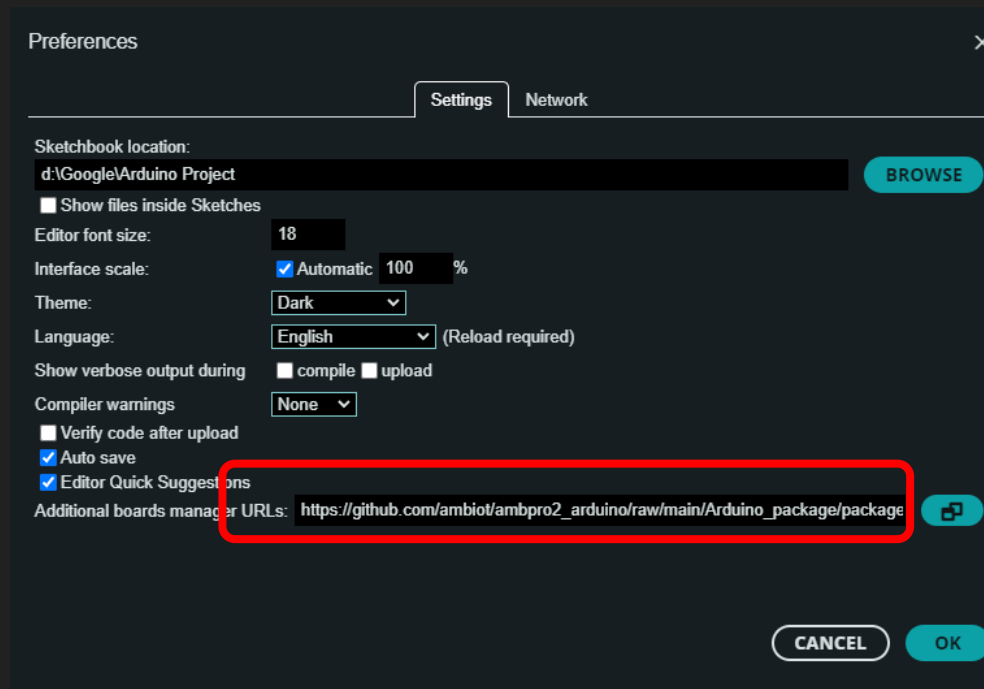 Preferences
Settings Network
Sketchbook location:
d:\Google\Arduino Project BROWSE
Show files inside Sketches
Editor font size: 18
Interface scale: Automatic 100 %
Theme: Dark
Language: English (Reload required)
Show verbose output during compile upload
Compiler warnings None
Verify code after upload
Auto save
Editor Quick Suggestions
Additional boards manager URLs: https://github.com/ambiot/ambpro2_arduino/raw/main/Arduino_package/package
CANCEL OK